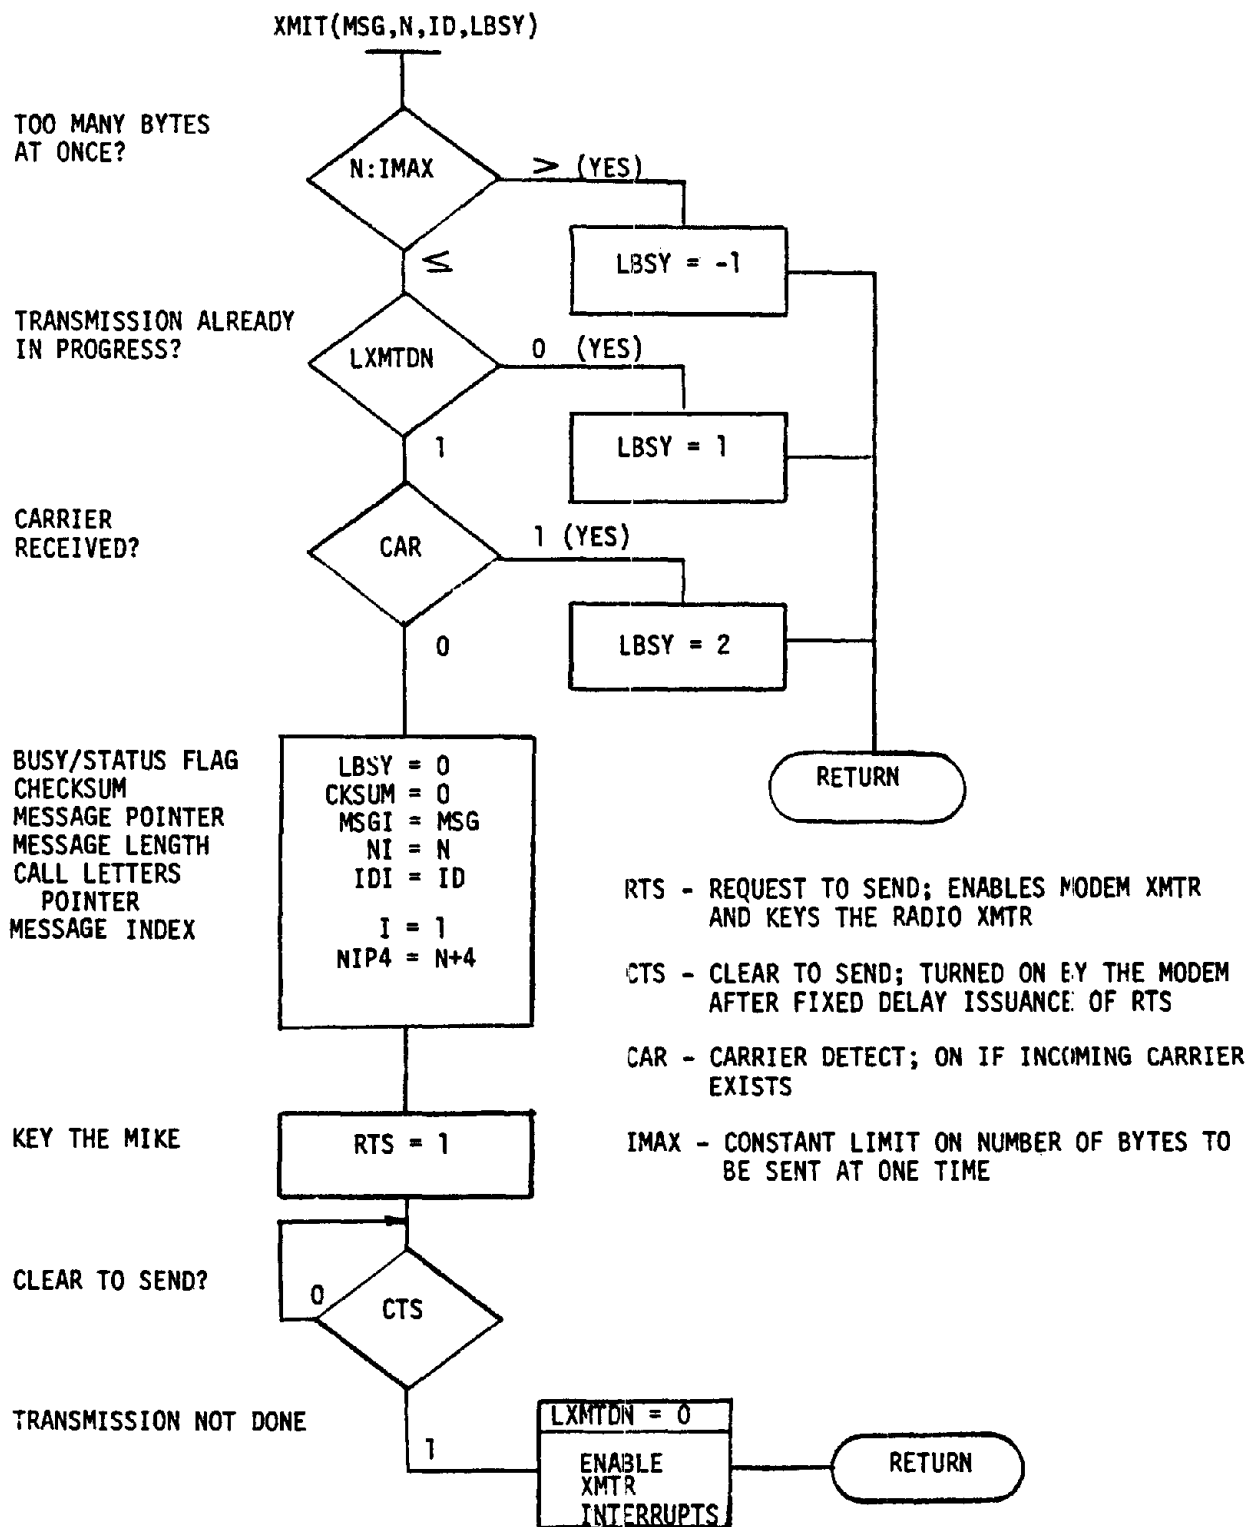 XMIT(MSG,N,ID,LBSY)
TOO MANY BYTES
AT ONCE?
N:IMAX
> (YES)
LBSY = -1
≤
TRANSMISSION ALREADY
IN PROGRESS?
LXMTDN
0 (YES)
LBSY = 1
1
CARRIER
RECEIVED?
CAR
1 (YES)
LBSY = 2
0
RETURN
BUSY/STATUS FLAG
CHECKSUM
MESSAGE POINTER
MESSAGE LENGTH
CALL LETTERS
POINTER
MESSAGE INDEX
LBSY = 0
CKSUM = 0
MSGI = MSG
NI = N
IDI = ID
I = 1
NIP4 = N+4
RTS - REQUEST TO SEND; ENABLES MODEM XMTR
AND KEYS THE RADIO XMTR
CTS - CLEAR TO SEND; TURNED ON BY THE MODEM
AFTER FIXED DELAY ISSUANCE OF RTS
CAR - CARRIER DETECT; ON IF INCOMING CARRIER
EXISTS
IMAX - CONSTANT LIMIT ON NUMBER OF BYTES TO
BE SENT AT ONE TIME
KEY THE MIKE
RTS = 1
CLEAR TO SEND?
0
CTS
TRANSMISSION NOT DONE
1
LXMTDN = 0
ENABLE
XMTR
INTERRUPTS
RETURN